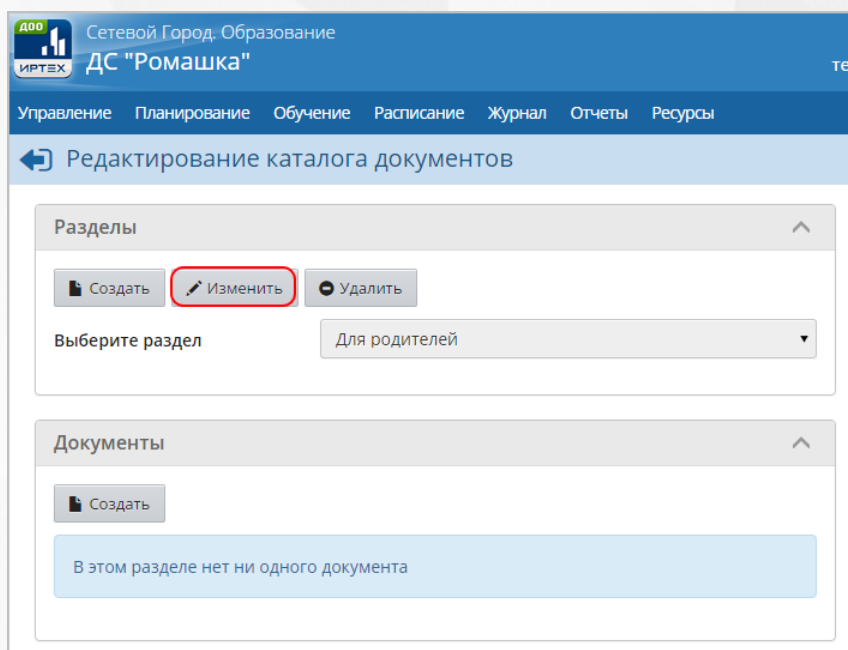 ДОО
ИРТЕХ
Сетевой Город. Образование
ДС "Ромашка"
те
Управление Планирование Обучение Расписание Журнал Отчеты Ресурсы
Редактирование каталога документов
Разделы
Создать Изменить Удалить
Выберите раздел Для родителей
Документы
Создать
В этом разделе нет ни одного документа